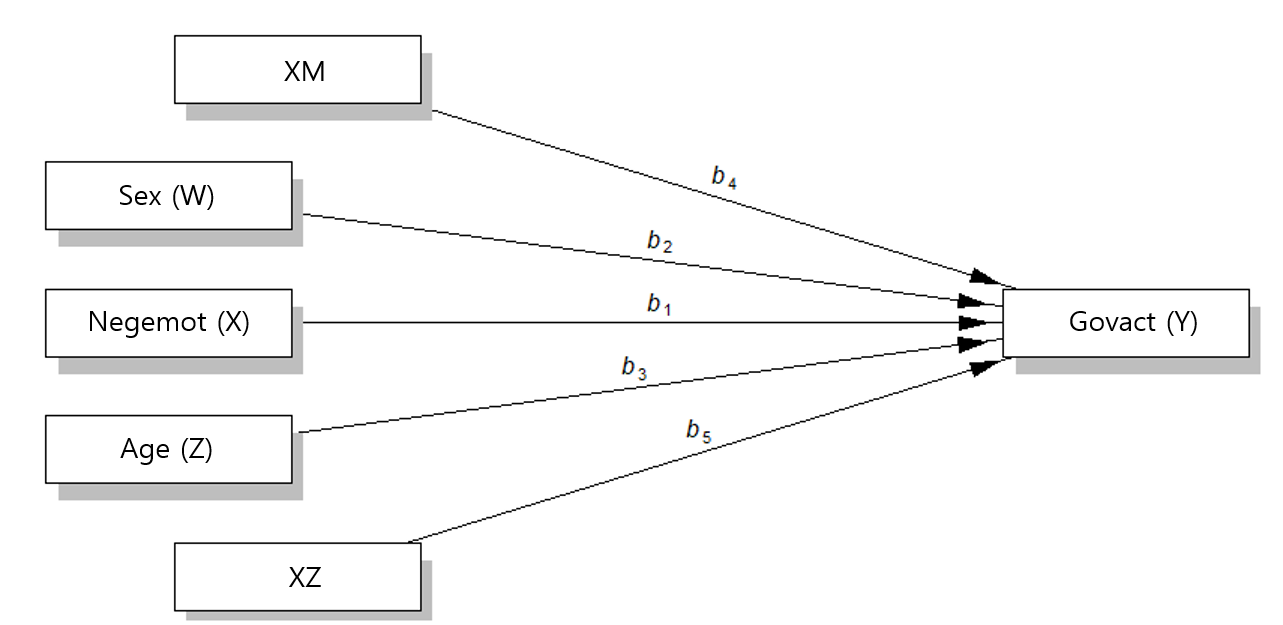 XM
b4
Sex (W)
b2
Negemot (X)
b1
Govact (Y)
b3
Age (Z)
b5
XZ